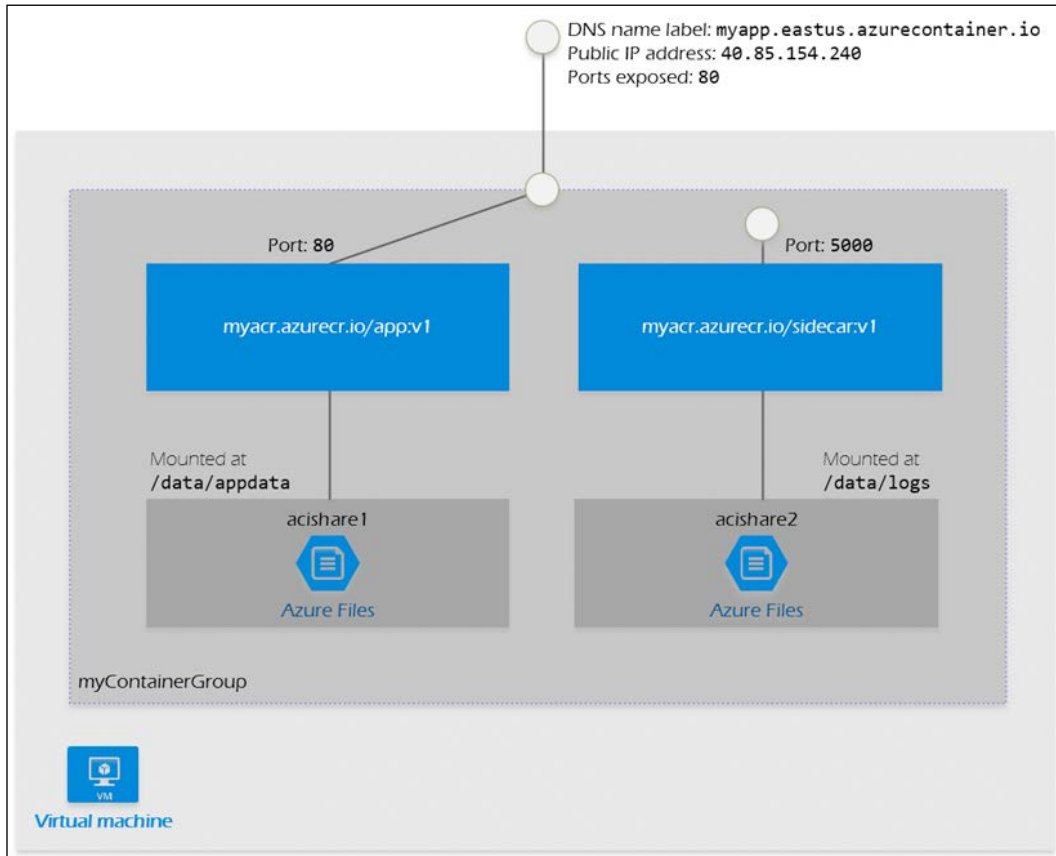 DNS name label: myapp.eastus.azurecontainer.io
Public IP address: 40.85.154.240
Ports exposed: 80
Port: 80
Port: 5000
myacr.azurecr.io/app:v1
myacr.azurecr.io/sidecar:v1
Mounted at
/data/appdata
Mounted at
/data/logs
acishare1
Azure Files
acishare2
Azure Files
myContainerGroup
VM
Virtual machine